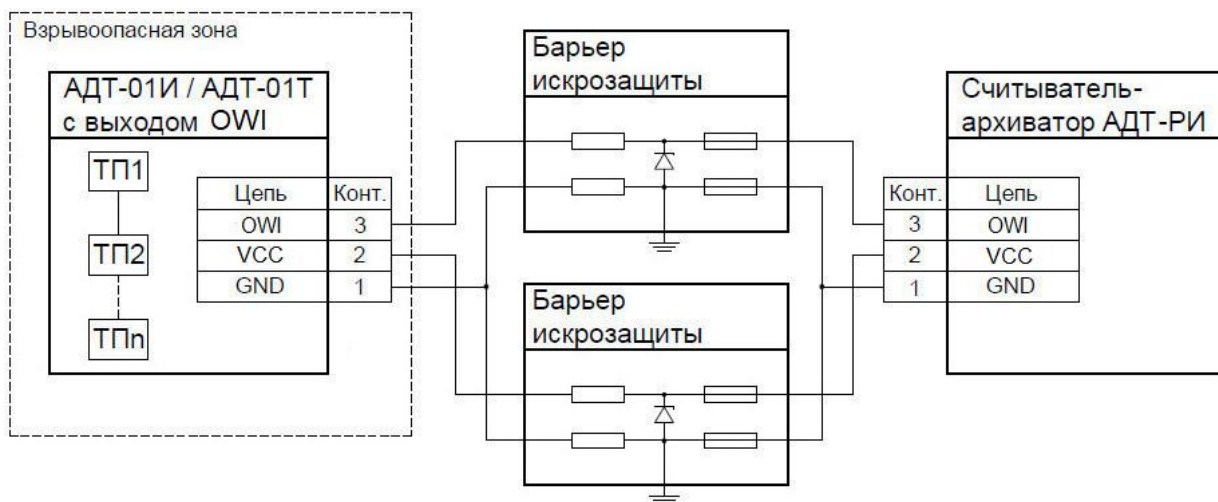 Взрывоопасная зона
АДТ-01И / АДТ-01Т
с выходом OWI
ТП1
ТП2
ТПn
Цепь Конт.
OWI 3
VCC 2
GND 1
Барьер
искрозащиты
Барьер
искрозащиты
Считыватель-
архиватор АДТ-РИ
Конт. Цепь
3 OWI
2 VCC
1 GND